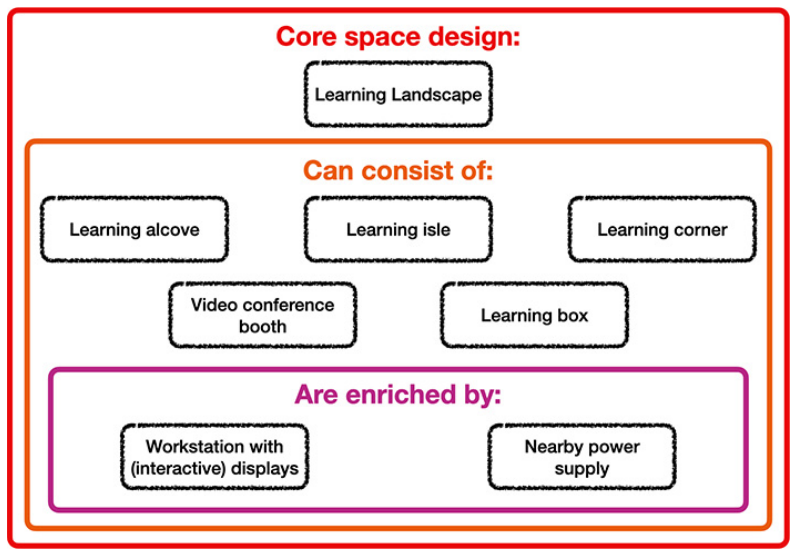 Core space design:
Learning Landscape
Can consist of:
Learning alcove
Learning isle
Learning corner
Video conference
booth
Learning box
Are enriched by:
Workstation with
(interactive) displays
Nearby power
supply